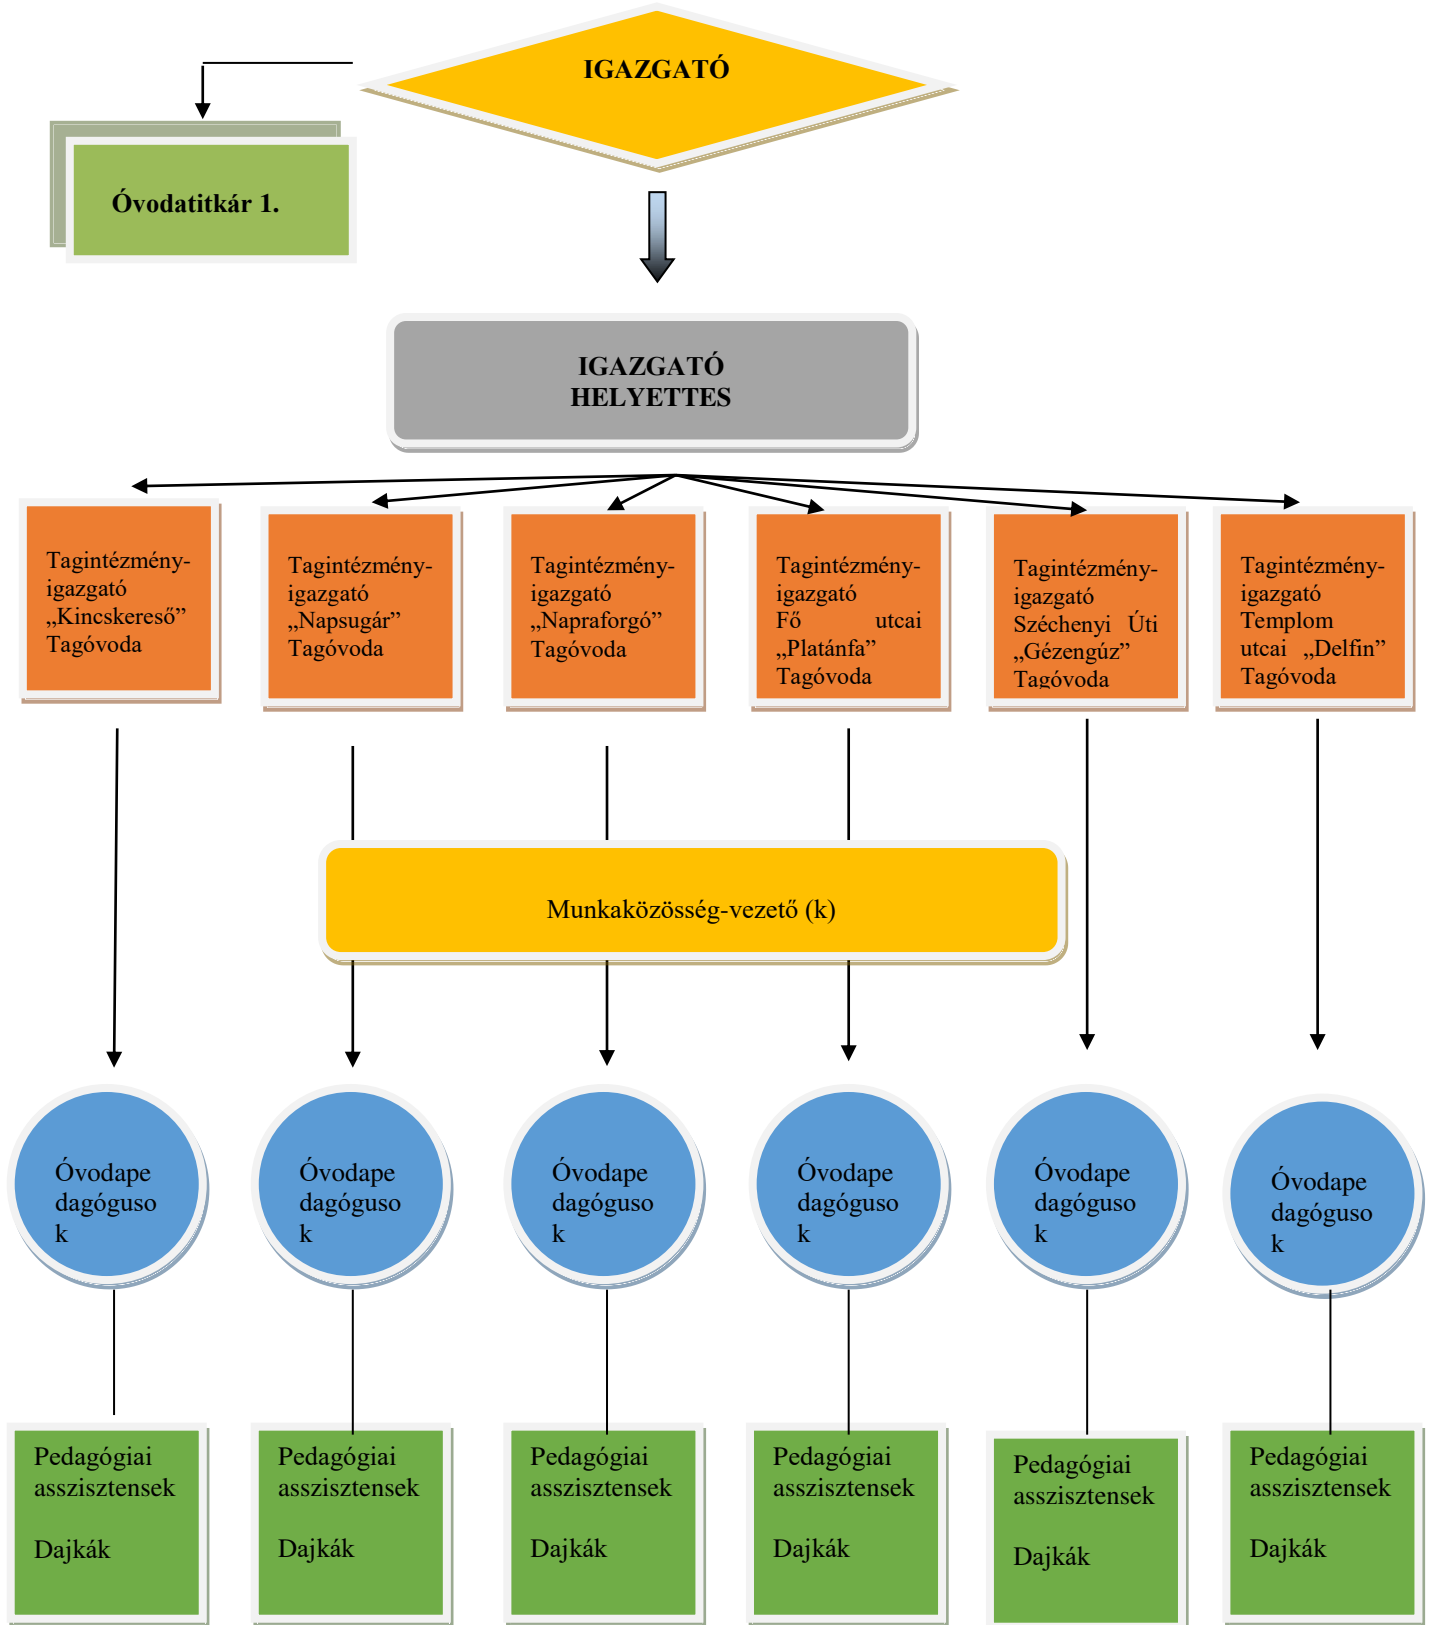 IGAZGATÓ
Óvodatitkár 1.
IGAZGATÓ
HELYETTES
Tagintézmény-
igazgató
„Kincskereső”
Tagóvoda
Tagintézmény-
igazgató
„Napsugár”
Tagóvoda
Tagintézmény-
igazgató
„Napraforgó”
Tagóvoda
Tagintézmény-
igazgató
Fő utcai
„Platánfa”
Tagóvoda
Tagintézmény-
igazgató
Széchenyi Úti
„Gézengúz”
Tagóvoda
Tagintézmény-
igazgató
Templom
utcai „Delfin”
Tagóvoda
Munkaközösség-vezető (k)
Óvodape
dagóguso
k
Óvodape
dagóguso
k
Óvodape
dagóguso
k
Óvodape
dagóguso
k
Óvodape
dagóguso
k
Óvodape
dagóguso
k
Pedagógiai
asszisztensek
Dajkák
Pedagógiai
asszisztensek
Dajkák
Pedagógiai
asszisztensek
Dajkák
Pedagógiai
asszisztensek
Dajkák
Pedagógiai
asszisztensek
Dajkák
Pedagógiai
asszisztensek
Dajkák